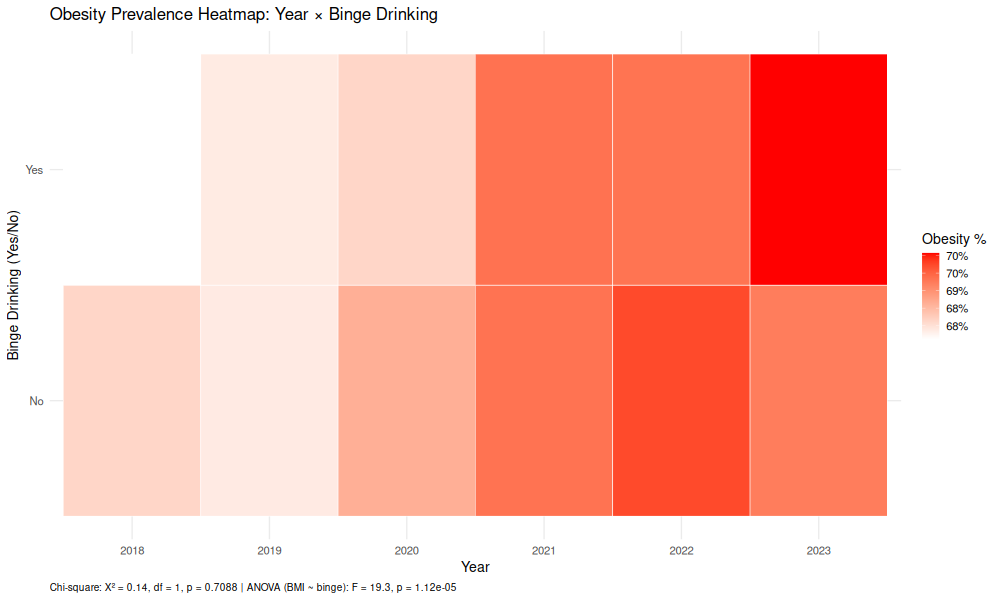 Obesity Prevalence Heatmap: Year × Binge Drinking
Binge Drinking (Yes/No)
Yes
No
2018
2019
2020
2021
2022
2023
Year
Obesity %
70%
70%
69%
68%
68%
Chi-square: X² = 0.14, df = 1, p = 0.7088 | ANOVA (BMI ~ binge): F = 19.3, p = 1.12e-05